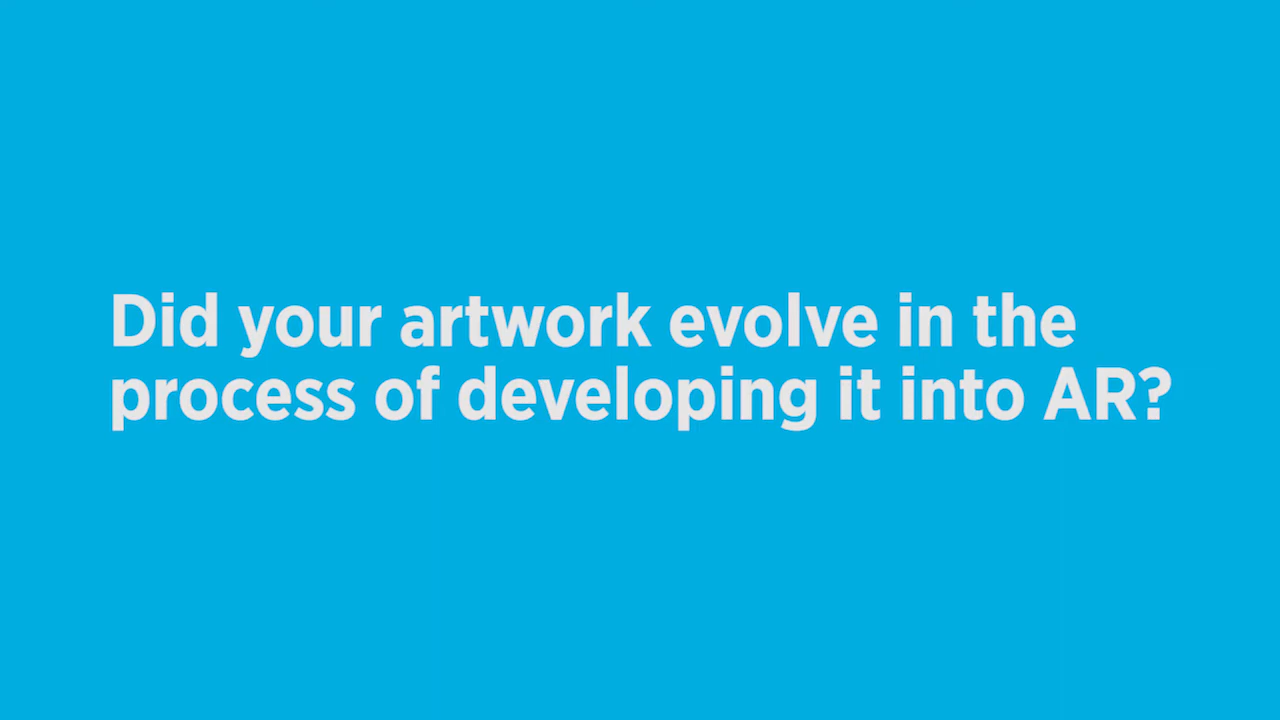 Did your artwork evolve in the
process of developing it into AR?